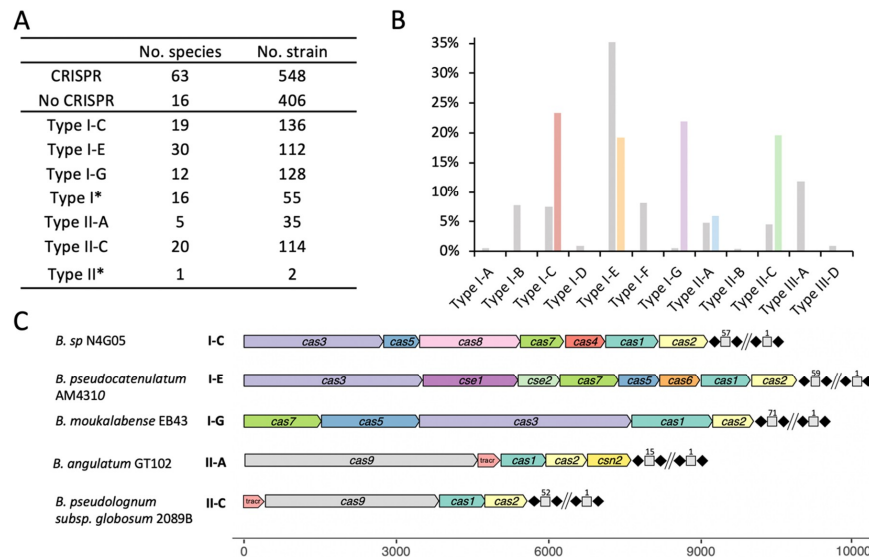 A
No. species No. strain
CRISPR 63 548
No CRISPR 16 406
Type I-C 19 136
Type I-E 30 112
Type I-G 12 128
Type I* 16 55
Type II-A 5 35
Type II-C 20 114
Type II* 1 2
B
35%
30%
25%
20%
15%
10%
5%
0%
Type I-A Type I-B Type I-C Type I-D Type I-E Type I-F Type I-G Type II-A Type II-B Type II-C Type III-A Type III-D
C
B. sp N4G05 I-C cas3 cas5 cas8 cas7 cas4 cas1 cas2 57 // 1
B. pseudocatenulatum
AM4310 I-E cas3 cse1 cse2 cas7 cas5 cas6 cas1 cas2 59 // 1
B. moukalabense EB43 I-G cas7 cas5 cas3 cas1 cas2 71 // 1
B. angulatum GT102 II-A cas9 tracr cas1 cas2 csn2 15 // 1
B. pseudolognum
subsp. globosum 2089B II-C tracr cas9 cas1 cas2 52 // 1
0 3000 6000 9000 10000